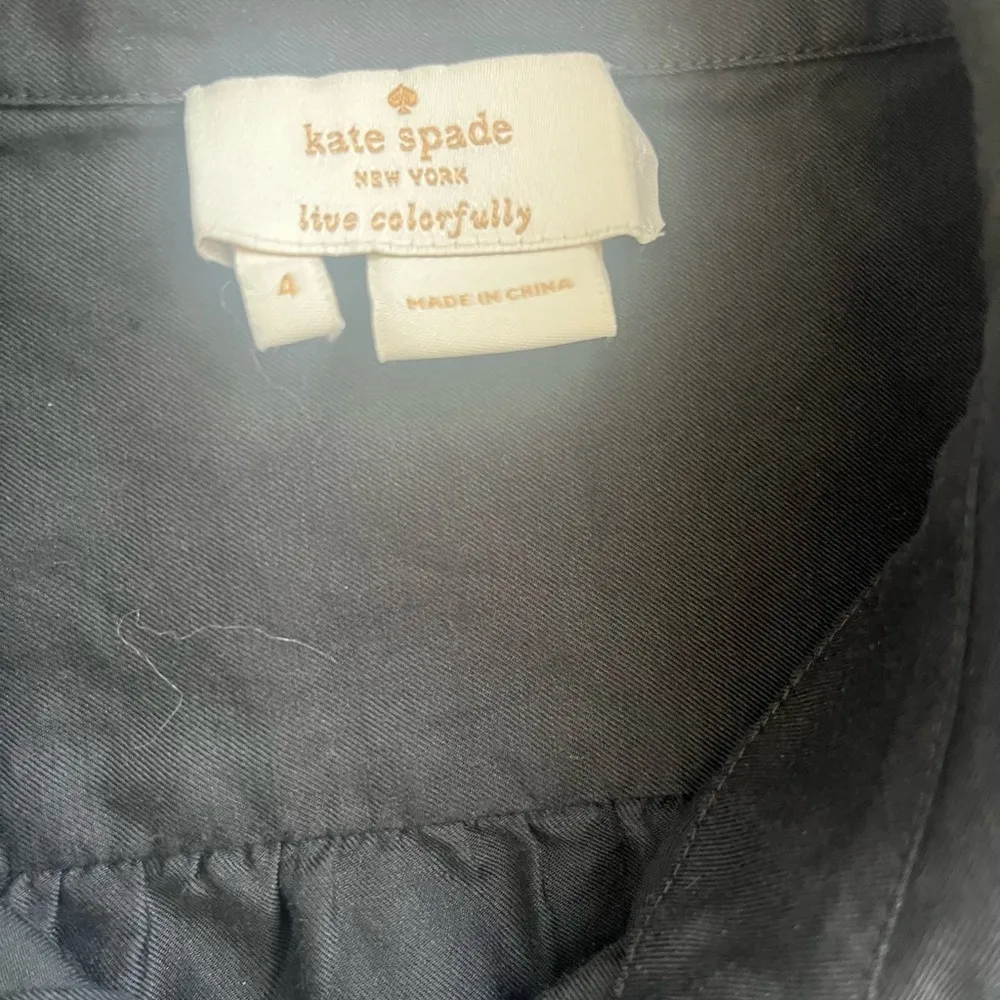 kate spade
NEW YORK
live colorfully
4
MADE IN CHINA